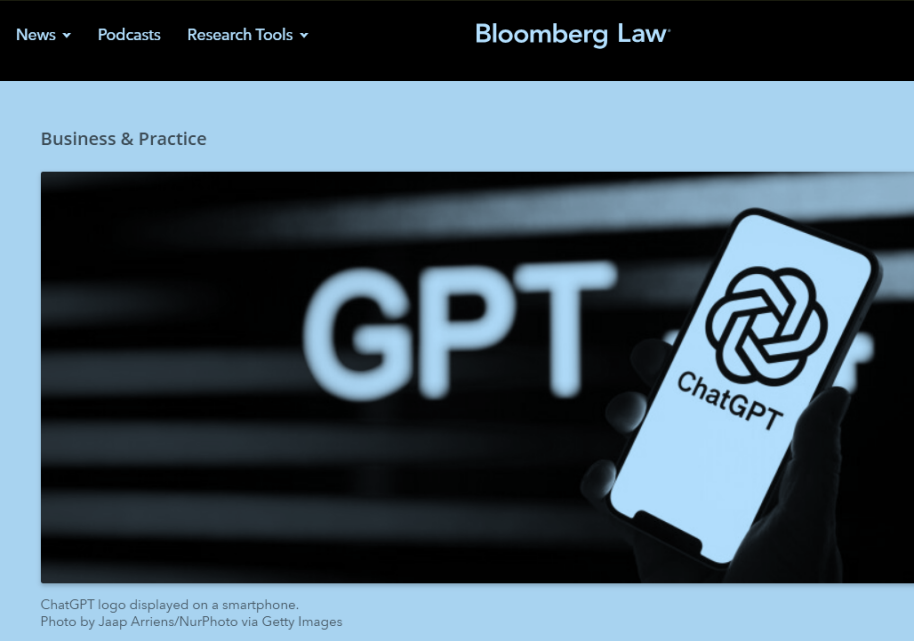 News
Podcasts
Research Tools
Bloomberg Law
Business & Practice
GPT
ChatGPT
ChatGPT logo displayed on a smartphone.
Photo by Jaap Arriens/NurPhoto via Getty Images